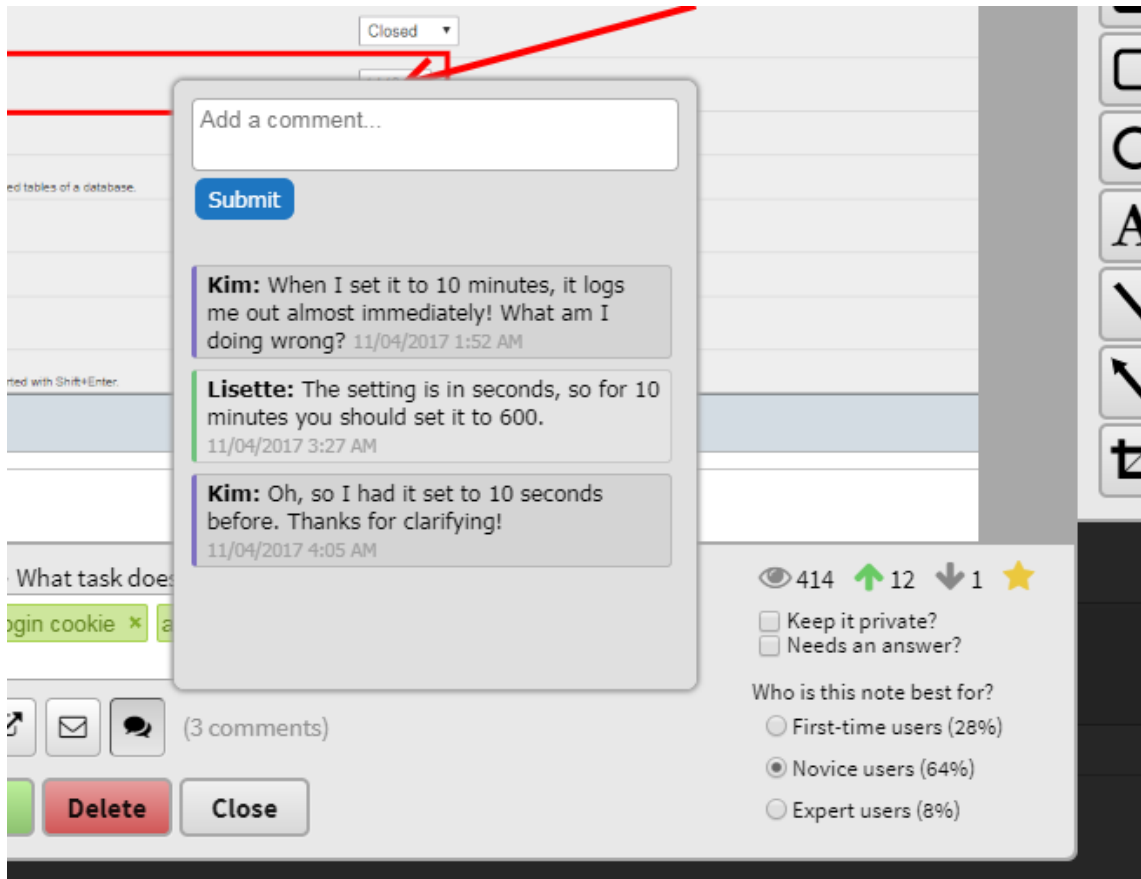 Closed
Add a comment...
ed tables of a database.
Submit
Kim: When I set it to 10 minutes, it logs
me out almost immediately! What am I
doing wrong? 11/04/2017 1:52 AM
rted with Shift+Enter.
Lisette: The setting is in seconds, so for 10
minutes you should set it to 600.
11/04/2017 3:27 AM
Kim: Oh, so I had it set to 10 seconds
before. Thanks for clarifying!
11/04/2017 4:05 AM
What task does
ogin cookie × a
414 12 1
Keep it private?
Needs an answer?
Who is this note best for?
First-time users (28%)
Novice users (64%)
Expert users (8%)
(3 comments)
Delete Close
A